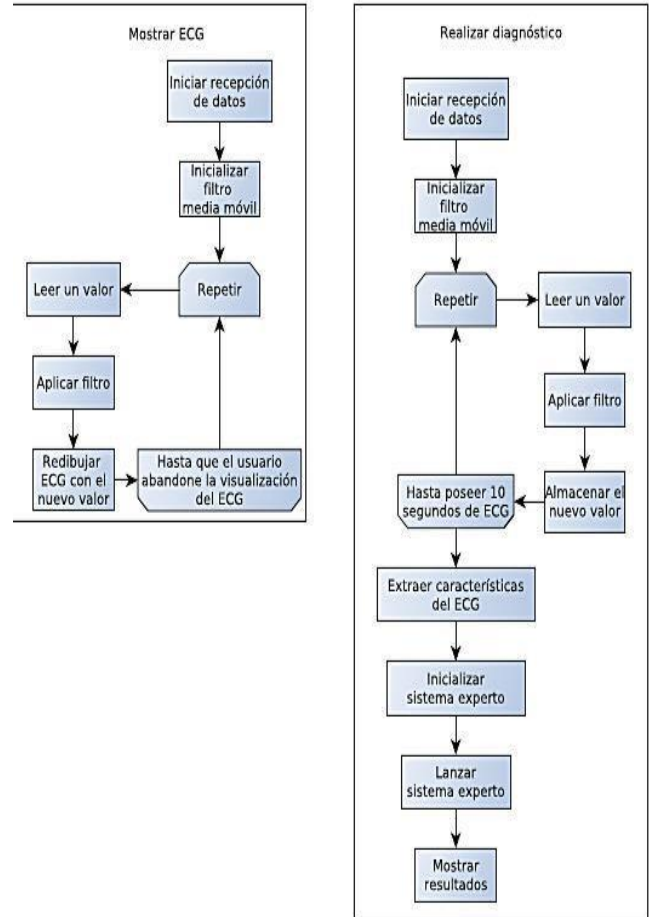 Mostrar ECG
Iniciar recepción
de datos
Inicializar
filtro
media móvil
Repetir
Leer un valor
Aplicar filtro
Redibujar
ECG con el
nuevo valor
Hasta que el usuario
abandone la visualización
del ECG
Realizar diagnóstico
Iniciar recepción
de datos
Inicializar
filtro
media móvil
Repetir
Leer un valor
Aplicar filtro
Almacenar el
nuevo valor
Hasta poseer 10
segundos de ECG
Extraer características
del ECG
Inicializar
sistema experto
Lanzar
sistema experto
Mostrar
resultados